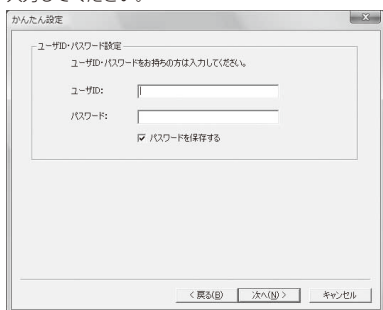 入力してください。
かんたん設定
ユーザID・パスワード設定
ユーザID・パスワードをお持ちの方は入力してください。
ユーザID:
パスワード:
パスワードを保存する
< 戻る(B)
次へ(N) >
キャンセル